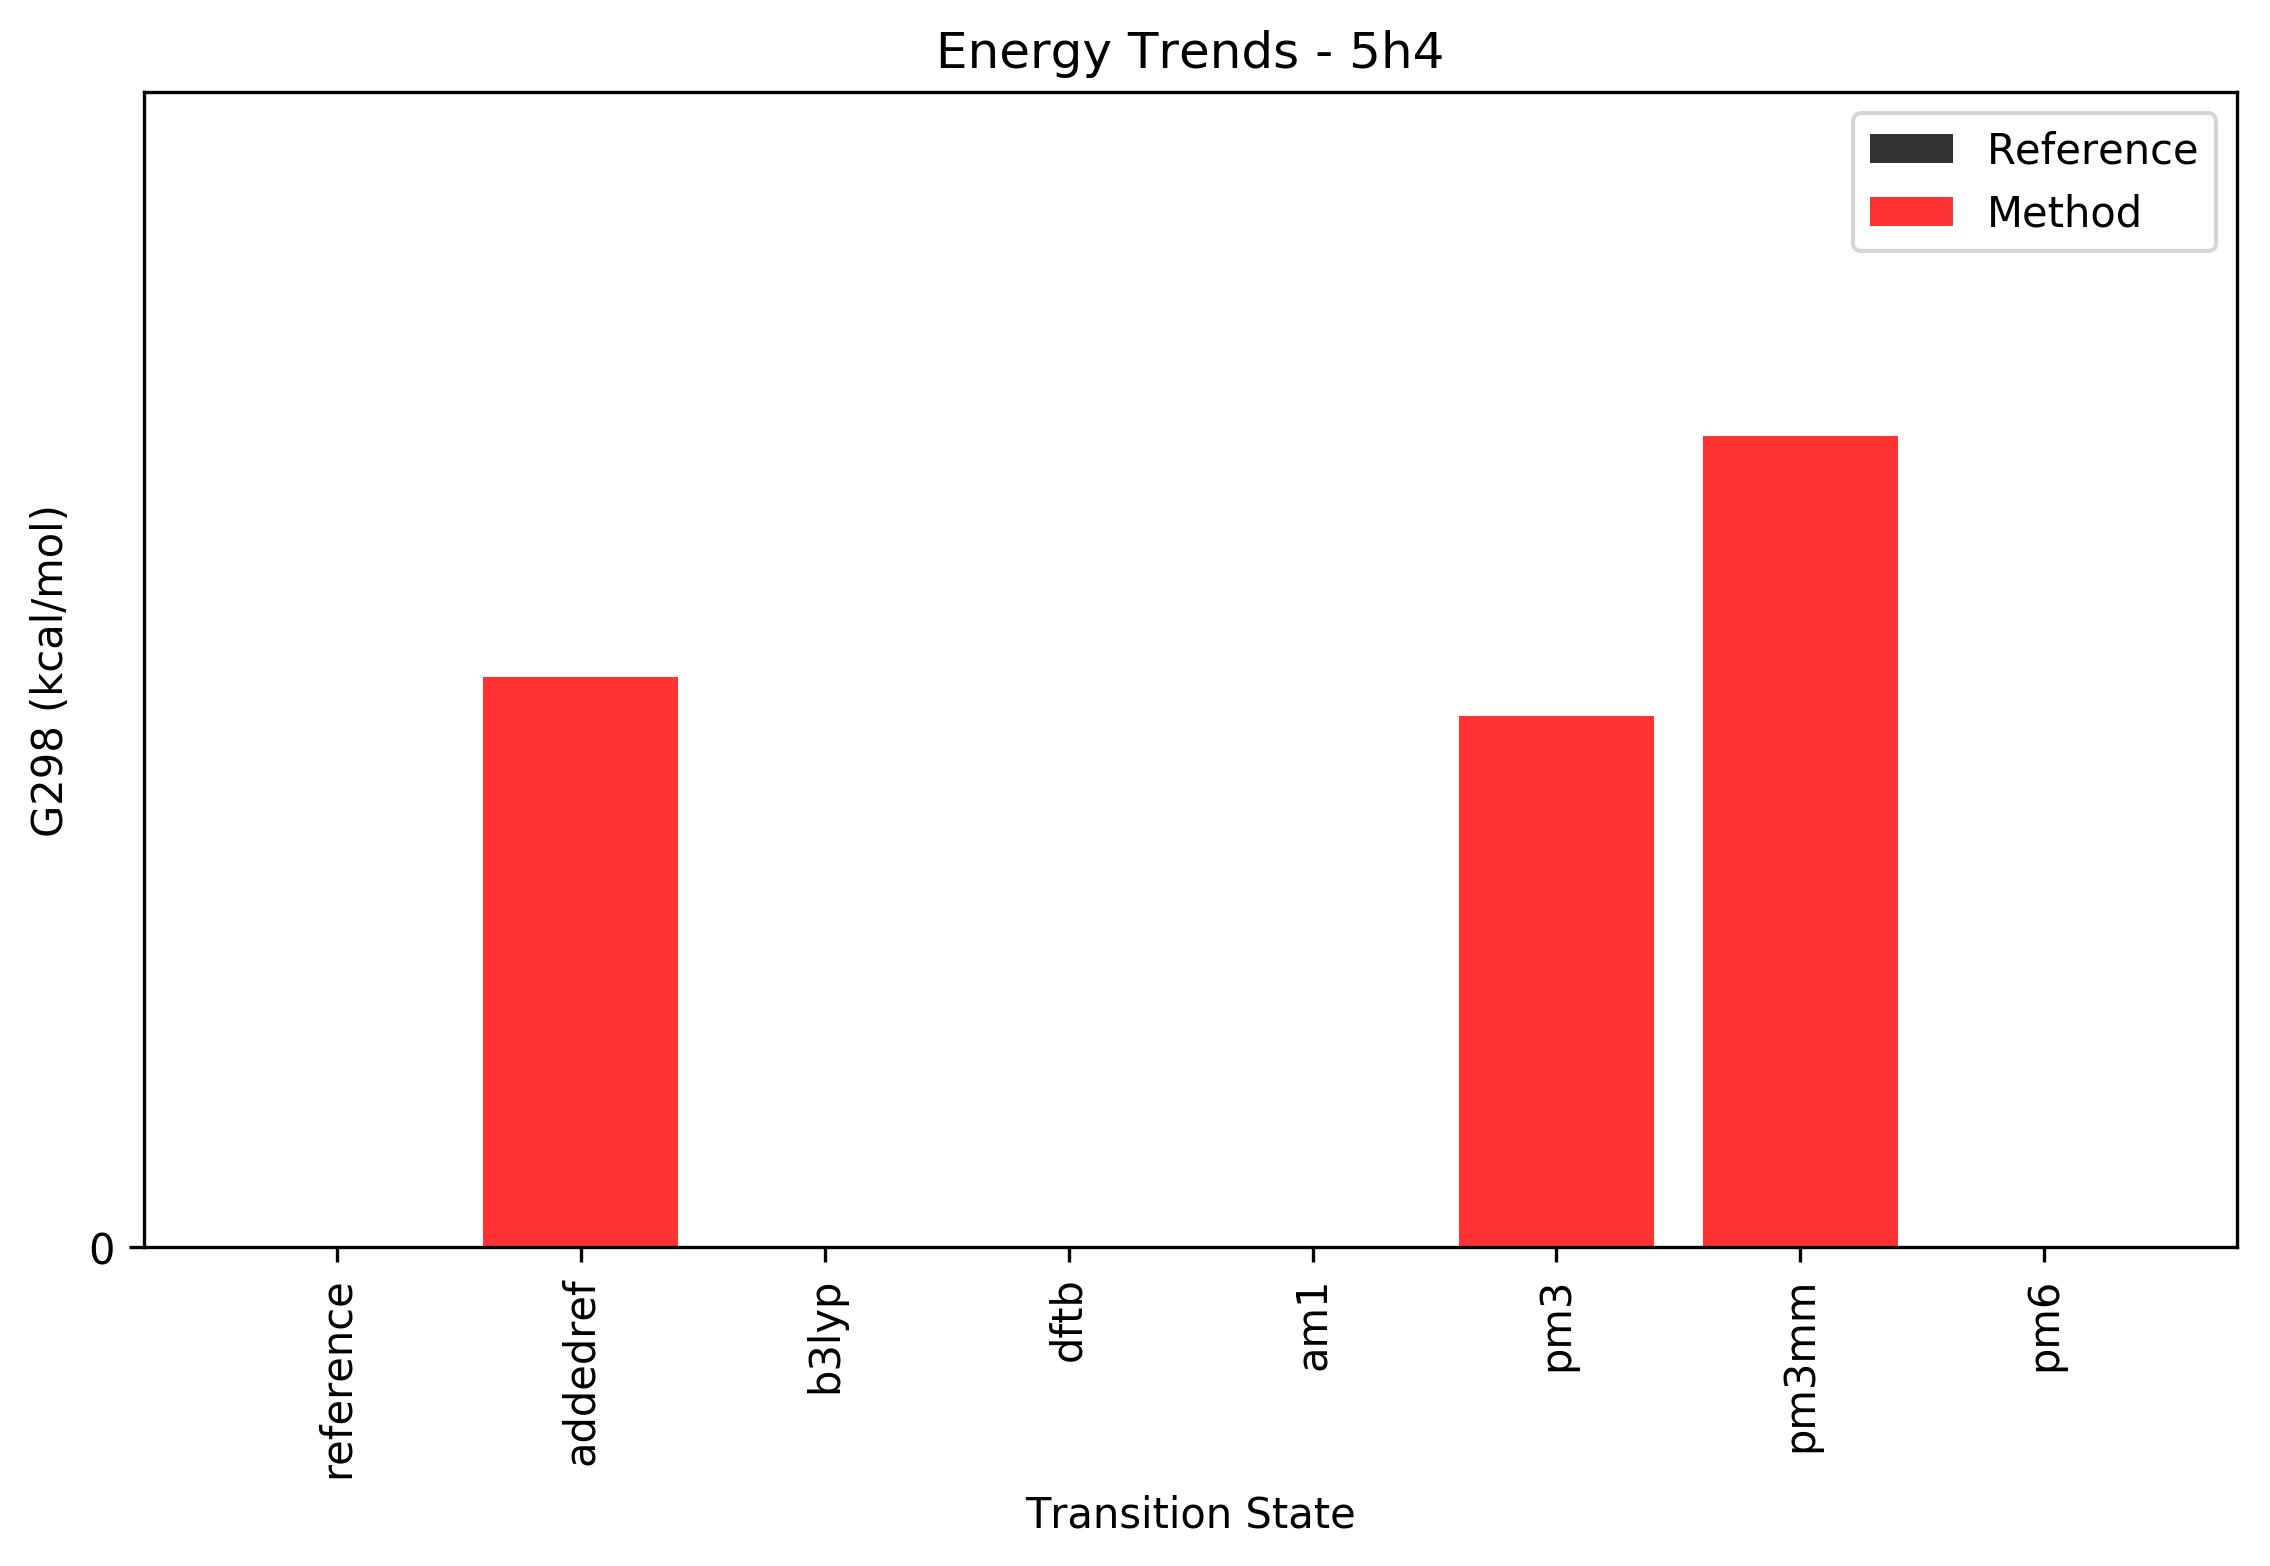 Energy Trends - 5h4
Reference
Method
G298 (kcal/mol)
0
reference
addedref
b3lyp
dftb
am1
pm3
pm3mm
pm6
Transition State